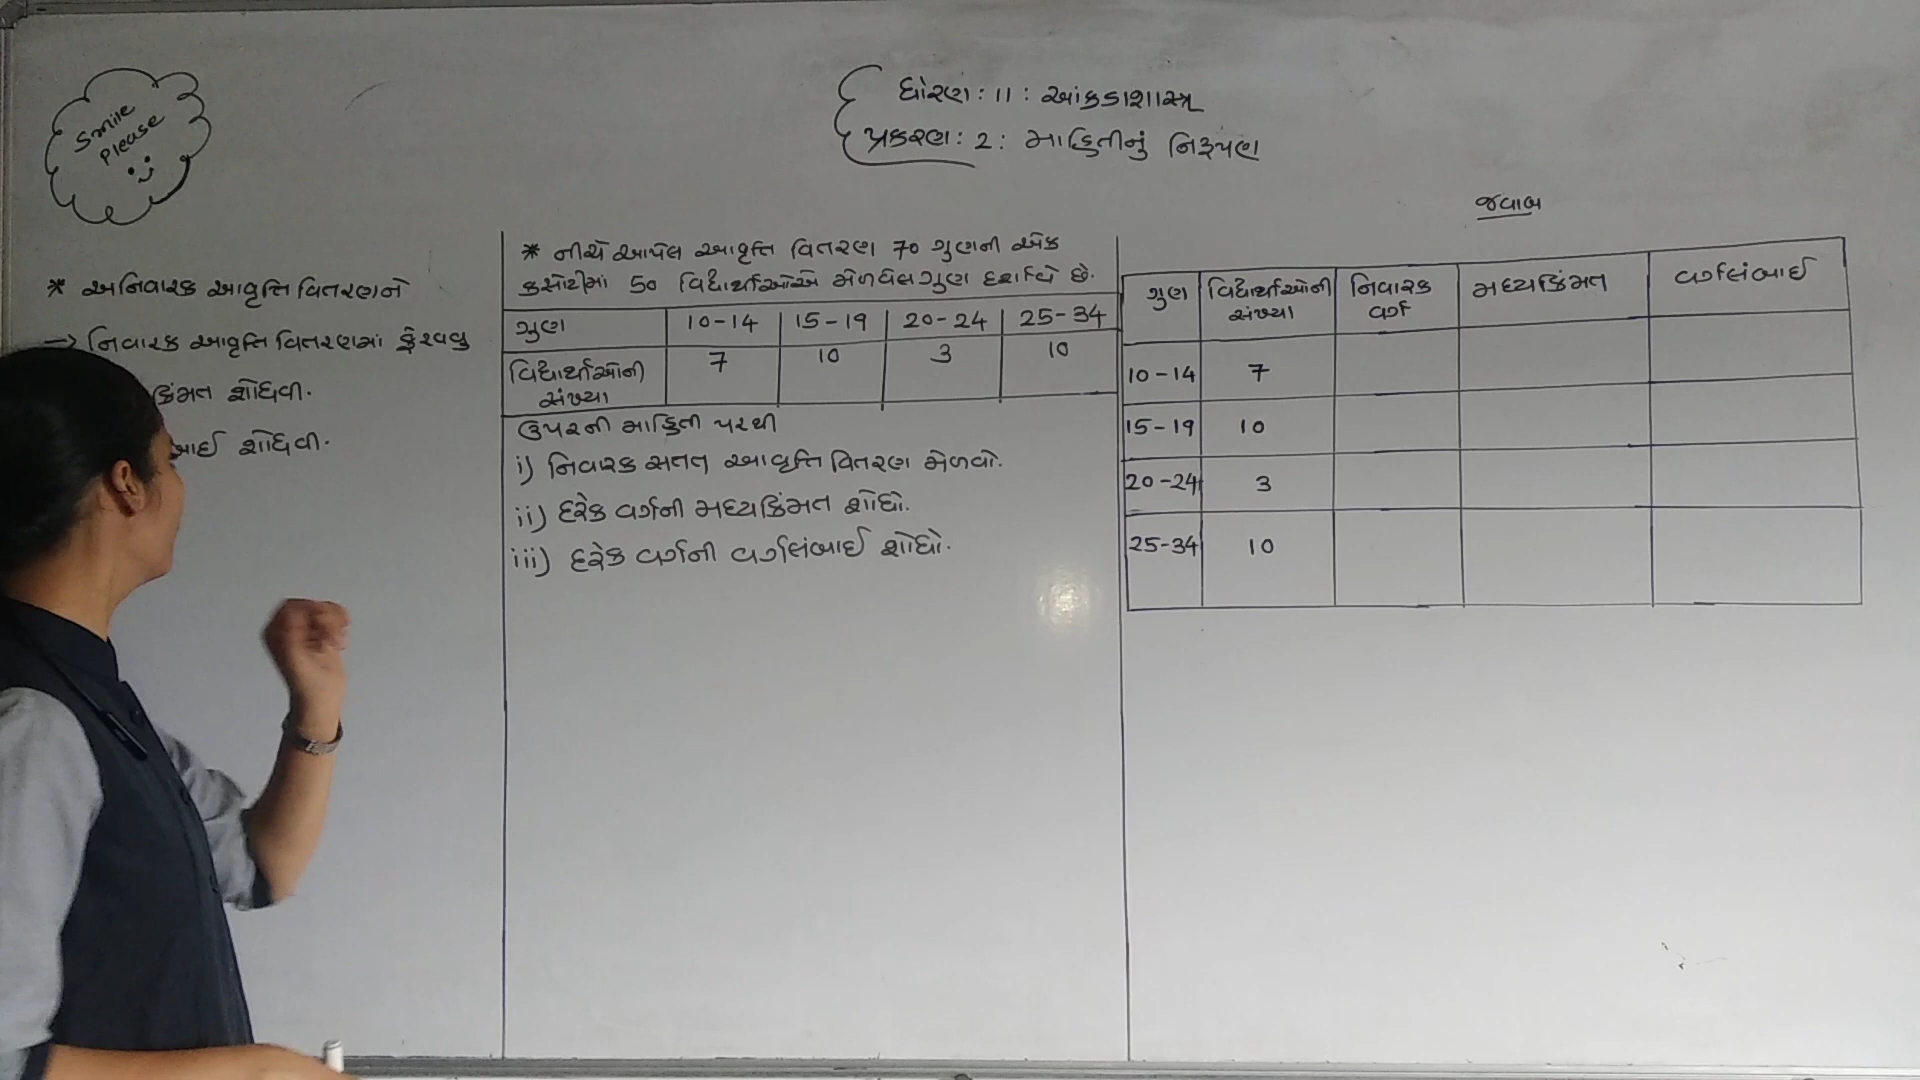 Smile
Please
ધોરણ: 11: આંકડાશાસ્ત્ર
પ્રકરણ: 2: માહિતીનું નિરૂપણ
* અનિવારક આવૃત્તિ વિતરણને
→ નિવારક આવૃત્તિ વિતરણમાં ફેરવવુ
કિંમત શોધવી.
બાઈ શોધવી.
* નીચે આપેલ આવૃત્તિ વિતરણ 70 ગુણની એક
કસોટીમાં 50 વિદ્યાર્થીઓએ મેળવેલ ગુણ દર્શાવે છે.
ગુણ 10-14 15-19 20-24 25-34
વિદ્યાર્થીઓની 7 10 3 10
સંખ્યા
ઉપરની માહિતી પરથી
i) નિવારક સતત આવૃત્તિ વિતરણ મેળવો.
ii) દરેક વર્ગની મધ્યકિંમત શોધો.
iii) દરેક વર્ગની વર્ગલંબાઈ શોધો.
જવાબ
ગુણ વિદ્યાર્થીઓની નિવારક મધ્યકિંમત વર્ગલંબાઈ
સંખ્યા વર્ગ
10-14 7
15-19 10
20-24 3
25-34 10